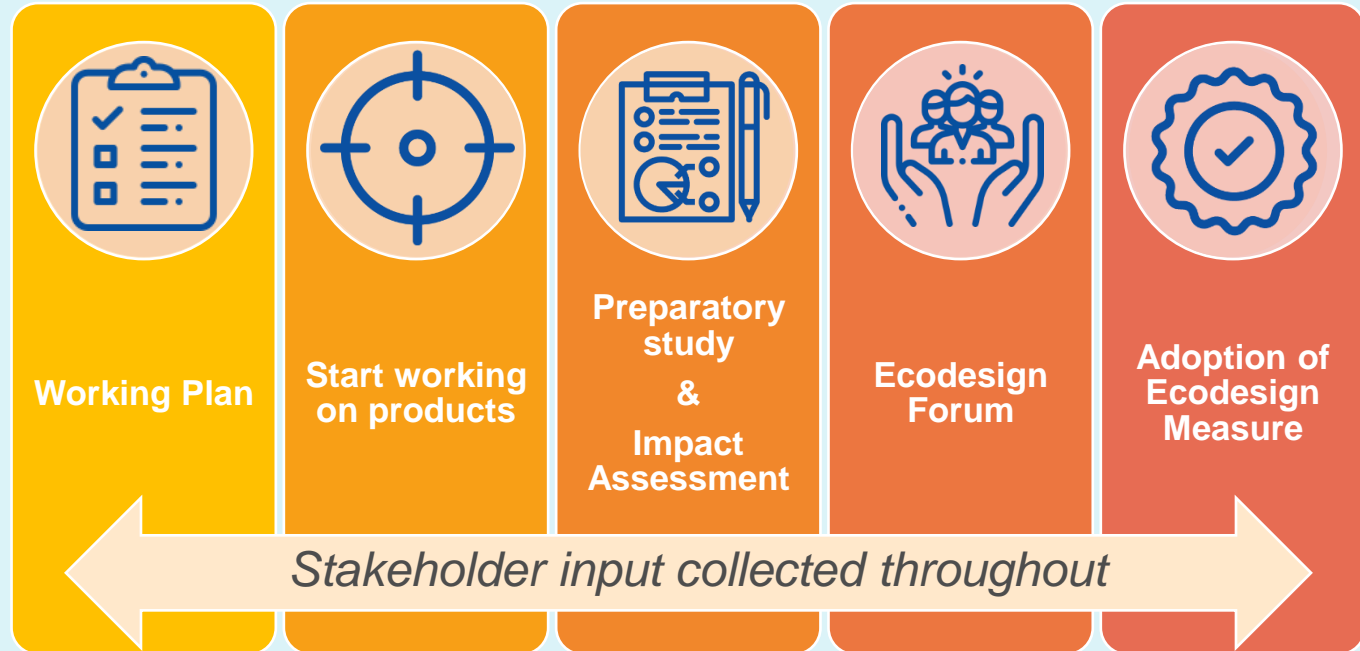 Working Plan
Start working
on products
Preparatory
study
&
Impact
Assessment
Ecodesign
Forum
Adoption of
Ecodesign
Measure
Stakeholder input collected throughout